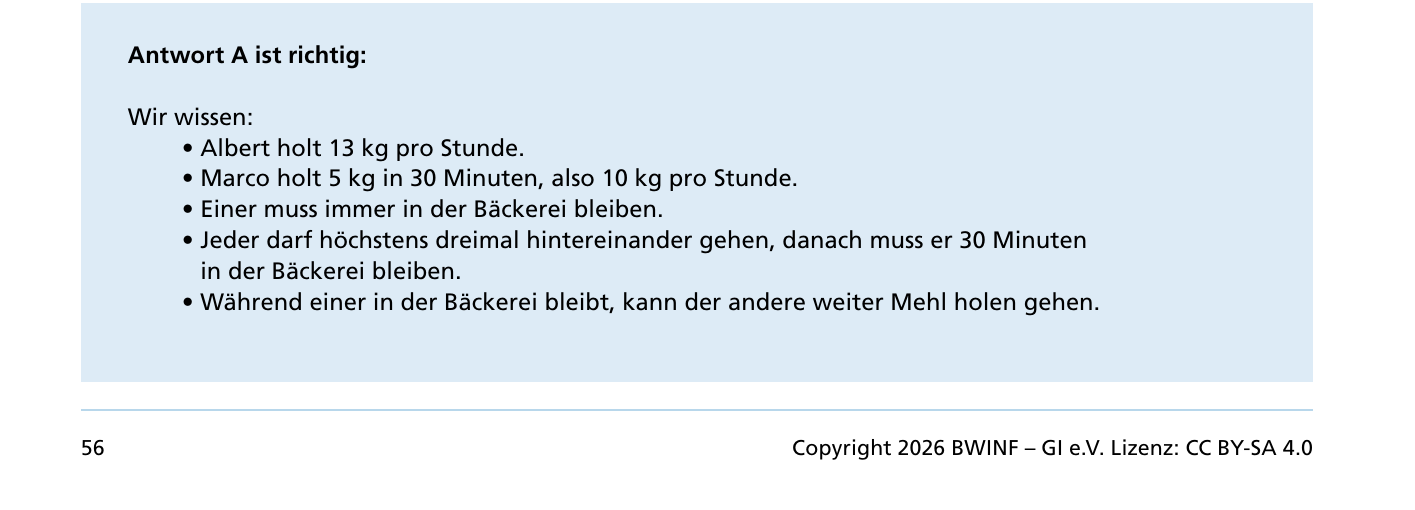 Antwort A ist richtig:
Wir wissen:
• Albert holt 13 kg pro Stunde.
• Marco holt 5 kg in 30 Minuten, also 10 kg pro Stunde.
• Einer muss immer in der Bäckerei bleiben.
• Jeder darf höchstens dreimal hintereinander gehen, danach muss er 30 Minuten
in der Bäckerei bleiben.
• Während einer in der Bäckerei bleibt, kann der andere weiter Mehl holen gehen.
56
Copyright 2026 BWINF – GI e.V. Lizenz: CC BY-SA 4.0